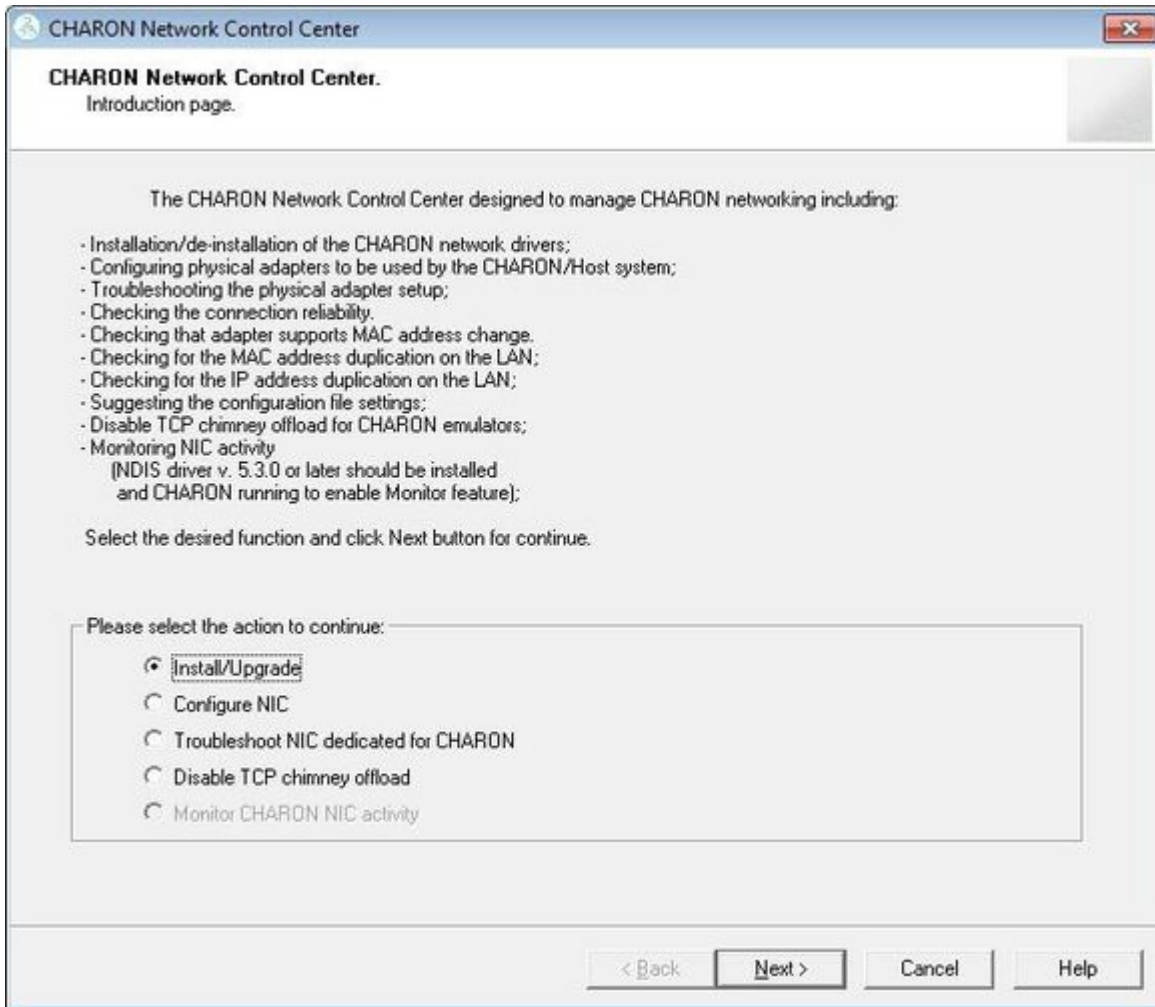 CHARON Network Control Center
CHARON Network Control Center.
Introduction page.
The CHARON Network Control Center designed to manage CHARON networking including:
- Installation/de-installation of the CHARON network drivers;
- Configuring physical adapters to be used by the CHARON/Host system;
- Troubleshooting the physical adapter setup;
- Checking the connection reliability.
- Checking that adapter supports MAC address change.
- Checking for the MAC address duplication on the LAN;
- Checking for the IP address duplication on the LAN;
- Suggesting the configuration file settings;
- Disable TCP chimney offload for CHARON emulators;
- Monitoring NIC activity
(NDIS driver v. 5.3.0 or later should be installed
and CHARON running to enable Monitor feature);
Select the desired function and click Next button for continue.
Please select the action to continue:
Install/Upgrade
Configure NIC
Troubleshoot NIC dedicated for CHARON
Disable TCP chimney offload
Monitor CHARON NIC activity
< Back Next > Cancel Help